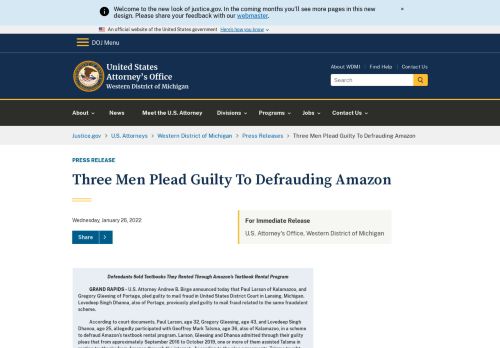 Welcome to the new look of justice.gov. In the coming months you'll see more pages in this new
design. Please share your feedback with our webmaster.
×
An official website of the United States government Here's how you know
DOJ Menu
United States
Attorney's Office
Western District of Michigan
About WDMI Find Help Contact Us
Search
About News Meet the U.S. Attorney Divisions Programs Jobs Contact Us
Justice.gov > U.S. Attorneys > Western District of Michigan > Press Releases > Three Men Plead Guilty To Defrauding Amazon
PRESS RELEASE
Three Men Plead Guilty To Defrauding Amazon
Wednesday, January 26, 2022
Share >
For Immediate Release
U.S. Attorney's Office, Western District of Michigan
Defendants Sold Textbooks They Rented Through Amazon's Textbook Rental Program
GRAND RAPIDS - U.S. Attorney Andrew B. Birge announced today that Paul Larson of Kalamazoo, and
Gregory Gleesing of Portage, pled guilty to mail fraud in United States District Court in Lansing, Michigan.
Lovedeep Singh Dhanoa, also of Portage, previously pled guilty to mail fraud related to the same fraudulent
scheme.
According to court documents, Paul Larson, age 32, Gregory Gleesing, age 43, and Lovedeep Singh
Dhanoa, age 25, allegedly participated with Geoffrey Mark Talsma, age 36, also of Kalamazoo, in a scheme
to defraud Amazon's textbook rental program. Larson, Gleesing and Dhanoa admitted through their guilty
pleas that from approximately September 2016 to October 2019, one or more of them assisted Talsma in